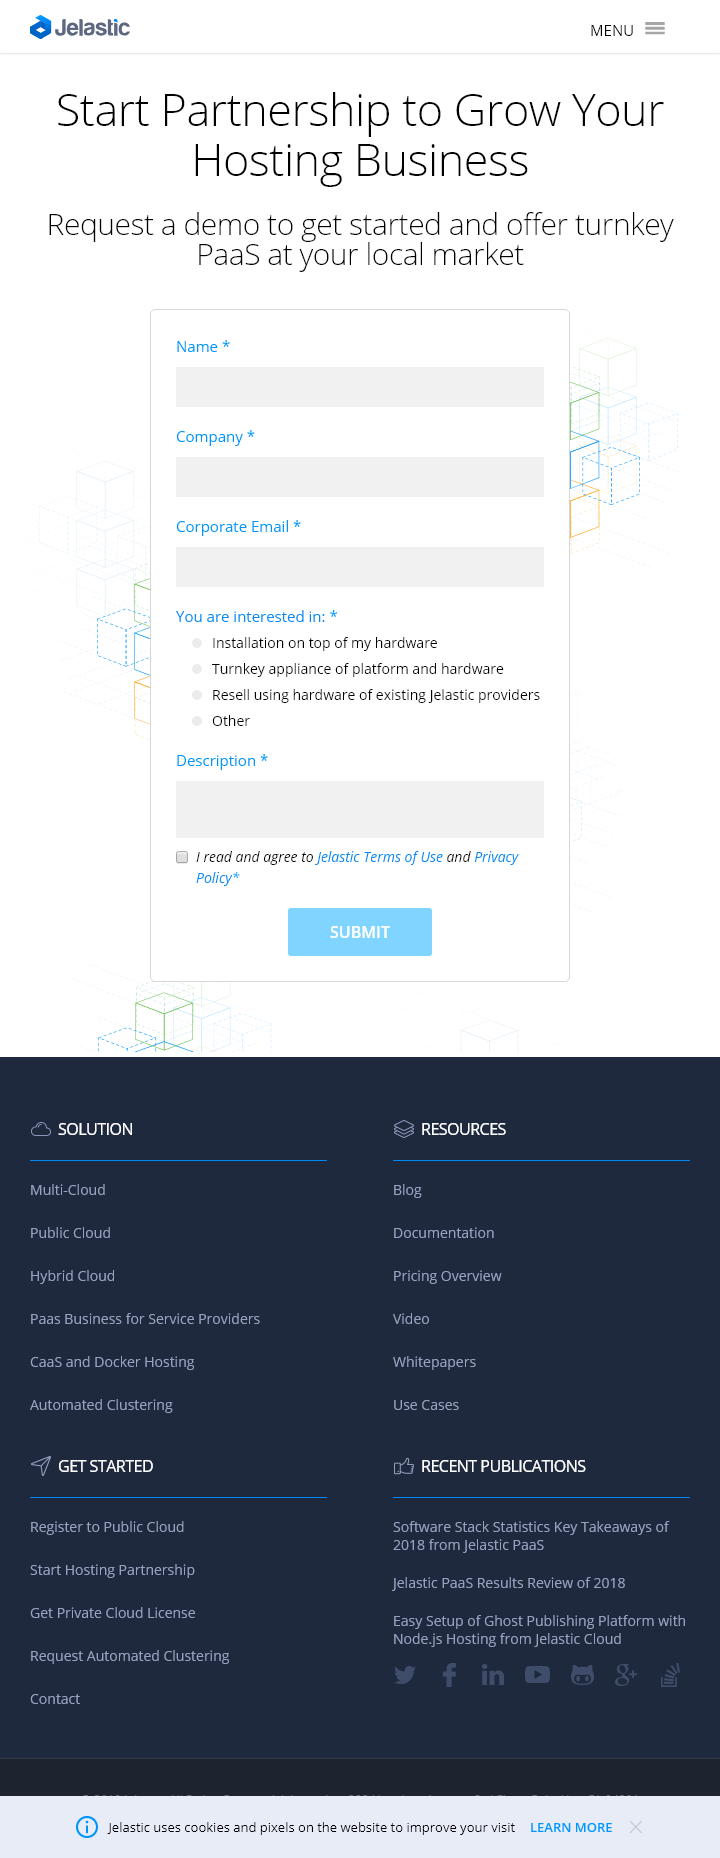 Jelastic
MENU
Start Partnership to Grow Your
Hosting Business
Request a demo to get started and offer turnkey
PaaS at your local market
Name *
Company *
Corporate Email *
You are interested in: *
Installation on top of my hardware
Turnkey appliance of platform and hardware
Resell using hardware of existing Jelastic providers
Other
Description *
I read and agree to Jelastic Terms of Use and Privacy
Policy*
SUBMIT
SOLUTION
Multi-Cloud
Public Cloud
Hybrid Cloud
Paas Business for Service Providers
CaaS and Docker Hosting
Automated Clustering
RESOURCES
Blog
Documentation
Pricing Overview
Video
Whitepapers
Use Cases
GET STARTED
Register to Public Cloud
Start Hosting Partnership
Get Private Cloud License
Request Automated Clustering
Contact
RECENT PUBLICATIONS
Software Stack Statistics Key Takeaways of
2018 from Jelastic PaaS
Jelastic PaaS Results Review of 2018
Easy Setup of Ghost Publishing Platform with
Node.js Hosting from Jelastic Cloud
Jelastic uses cookies and pixels on the website to improve your visit LEARN MORE